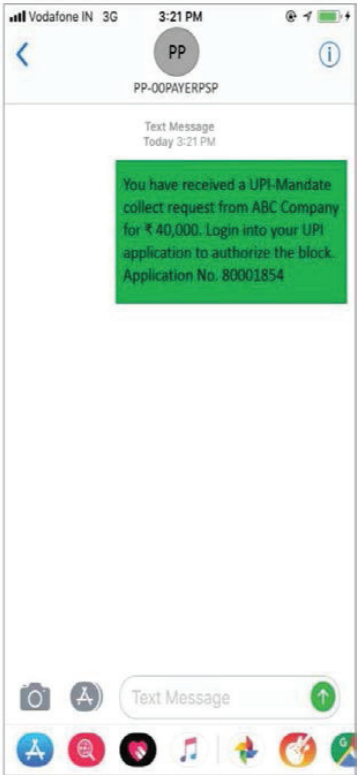 Vodafone IN 3G 3:21 PM
PP
PP-OOPAYERPSP
Text Message
Today 3:21 PM
You have received a UPI-Mandate
collect request from ABC Company
for ₹ 40,000. Login into your UPI
application to authorize the block.
Application No. 80001854
Text Message